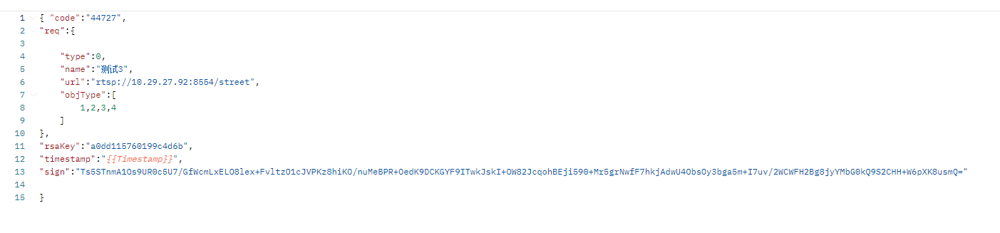 1 { "code":"44727",
2 "req":{
3
4 "type":0,
5 "name":"测试3",
6 "url":"rtsp://10.29.27.92:8554/street",
7 "objType":[
8 1,2,3,4
9 ]
10 },
11 "rsaKey":"a0dd115760199c4d6b",
12 "timestamp":"{{Timestamp}}",
13 "sign":"Ts5STnmA1Os9UR0c5U7/GfWcmLxELO8lex+FvltzO1cJVPKz8hiKO/nuMeBPR+OedK9DCKGYF9ITwkJskI+OW82JcqohBEji590+Mr5grNwfF7hkjAdwU4ObsOy3bga5m+I7uv/2WCWFH2Bg8jyYMbG0kQ9S2CHH+W6pXK8usmQ="
14
15 }